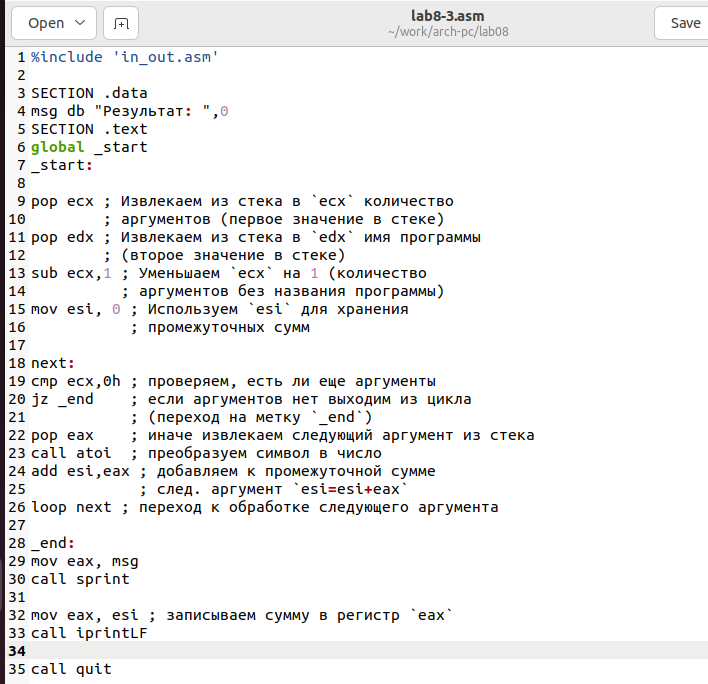 Open
lab8-3.asm
~/work/arch-pc/lab08
Save
1 %include 'in_out.asm'
2
3 SECTION .data
4 msg db "Результат: ",0
5 SECTION .text
6 global _start
7 _start:
8
9 pop ecx ; Извлекаем из стека в `ecx` количество
10         ; аргументов (первое значение в стеке)
11 pop edx ; Извлекаем из стека в `edx` имя программы
12         ; (второе значение в стеке)
13 sub ecx,1 ; Уменьшаем `ecx` на 1 (количество
14           ; аргументов без названия программы)
15 mov esi, 0 ; Используем `esi` для хранения
16            ; промежуточных сумм
17
18 next:
19 cmp ecx,0h ; проверяем, есть ли еще аргументы
20 jz _end    ; если аргументов нет выходим из цикла
21            ; (переход на метку `_end`)
22 pop eax    ; иначе извлекаем следующий аргумент из стека
23 call atoi  ; преобразуем символ в число
24 add esi,eax ; добавляем к промежуточной сумме
25             ; след. аргумент `esi=esi+eax`
26 loop next ; переход к обработке следующего аргумента
27
28 _end:
29 mov eax, msg
30 call sprint
31
32 mov eax, esi ; записываем сумму в регистр `eax`
33 call iprintLF
34
35 call quit